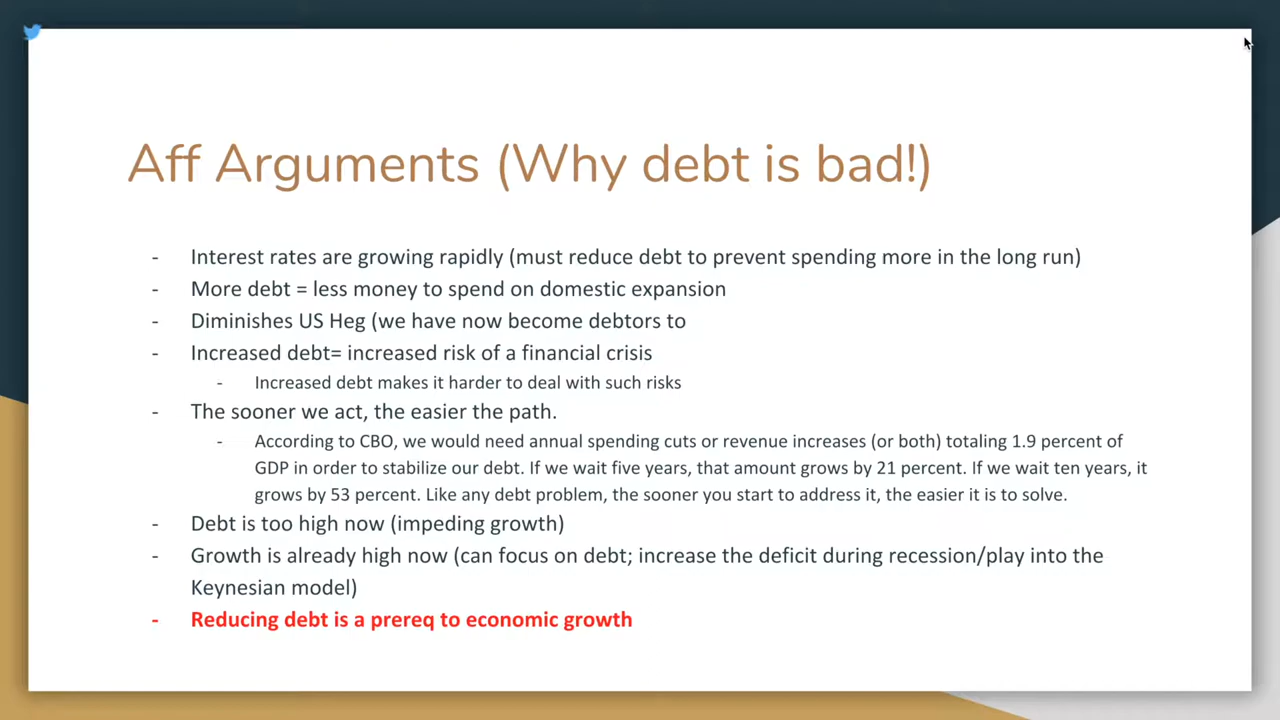 Aff Arguments (Why debt is bad!)
- Interest rates are growing rapidly (must reduce debt to prevent spending more in the long run)
- More debt = less money to spend on domestic expansion
- Diminishes US Heg (we have now become debtors to
- Increased debt= increased risk of a financial crisis
- Increased debt makes it harder to deal with such risks
- The sooner we act, the easier the path.
- According to CBO, we would need annual spending cuts or revenue increases (or both) totaling 1.9 percent of
GDP in order to stabilize our debt. If we wait five years, that amount grows by 21 percent. If we wait ten years, it
grows by 53 percent. Like any debt problem, the sooner you start to address it, the easier it is to solve.
- Debt is too high now (impeding growth)
- Growth is already high now (can focus on debt; increase the deficit during recession/play into the
Keynesian model)
- Reducing debt is a prereq to economic growth